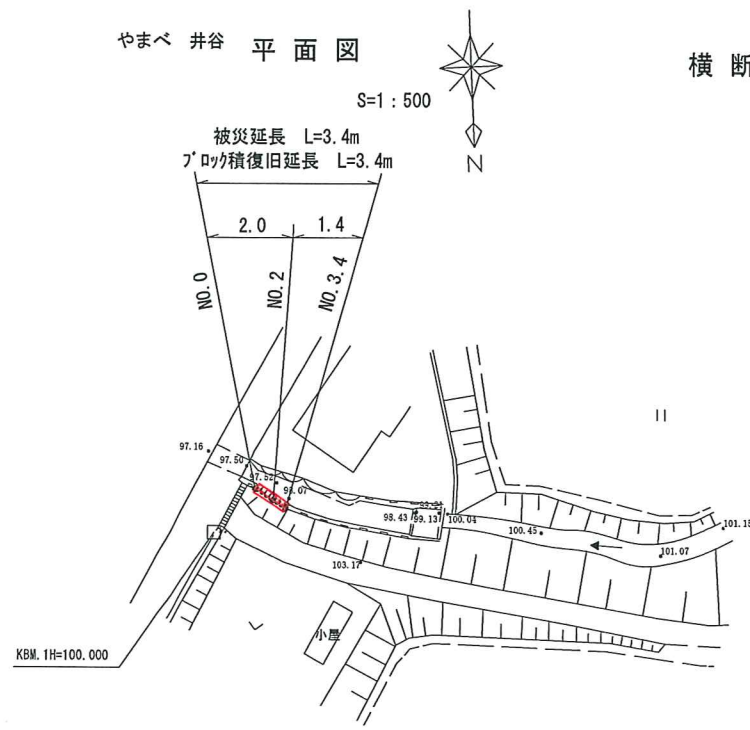 やまべ 井谷 平面図
横断
S=1:500
N
被災延長 L=3.4m
ブロック積復旧延長 L=3.4m
2.0 1.4
NO.0
NO.2
NO.3.4
97.16
97.50
97.52
98.07
98.43 99.13 100.04
100.45
101.15
101.07
103.17
小屋
KBM.1H=100.000